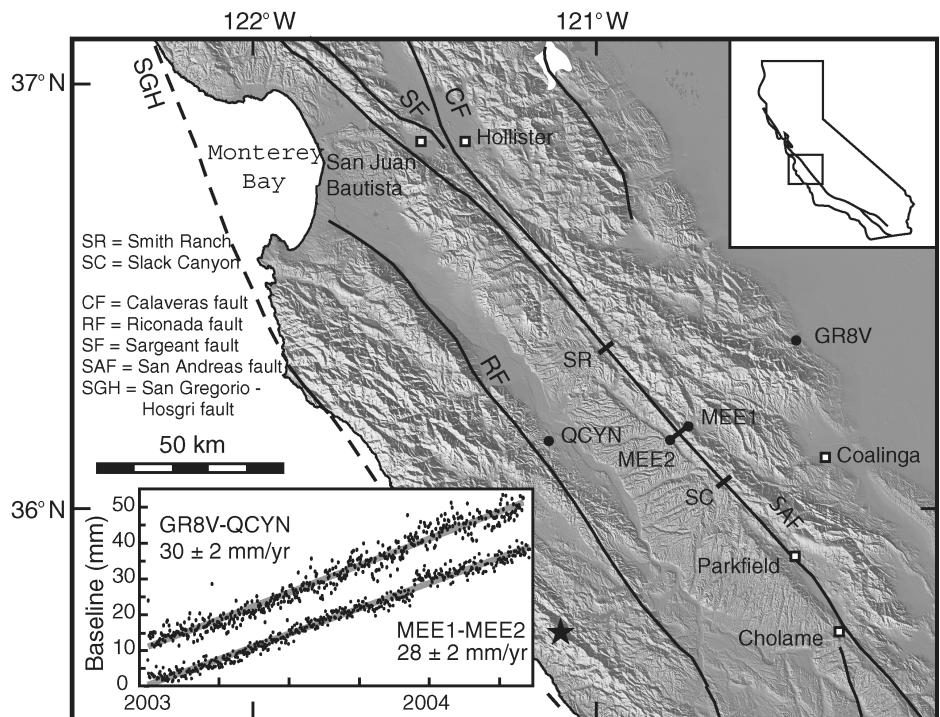 122°W
121°W
37°N
SGH
SF
CF
Hollister
Monterey
Bay
San Juan
Bautista
SR = Smith Ranch
SC = Slack Canyon
CF = Calaveras fault
RF = Riconada fault
SF = Sargeant fault
SAF = San Andreas fault
SGH = San Gregorio -
Hosgri fault
50 km
GR8V
SR
RF
MEE1
QCYN
MEE2
Coalinga
SC
SAF
36°N
Parkfield
Cholame
Baseline (mm)
50
40
30
20
10
0
GR8V-QCYN
30 ± 2 mm/yr
MEE1-MEE2
28 ± 2 mm/yr
2003
2004